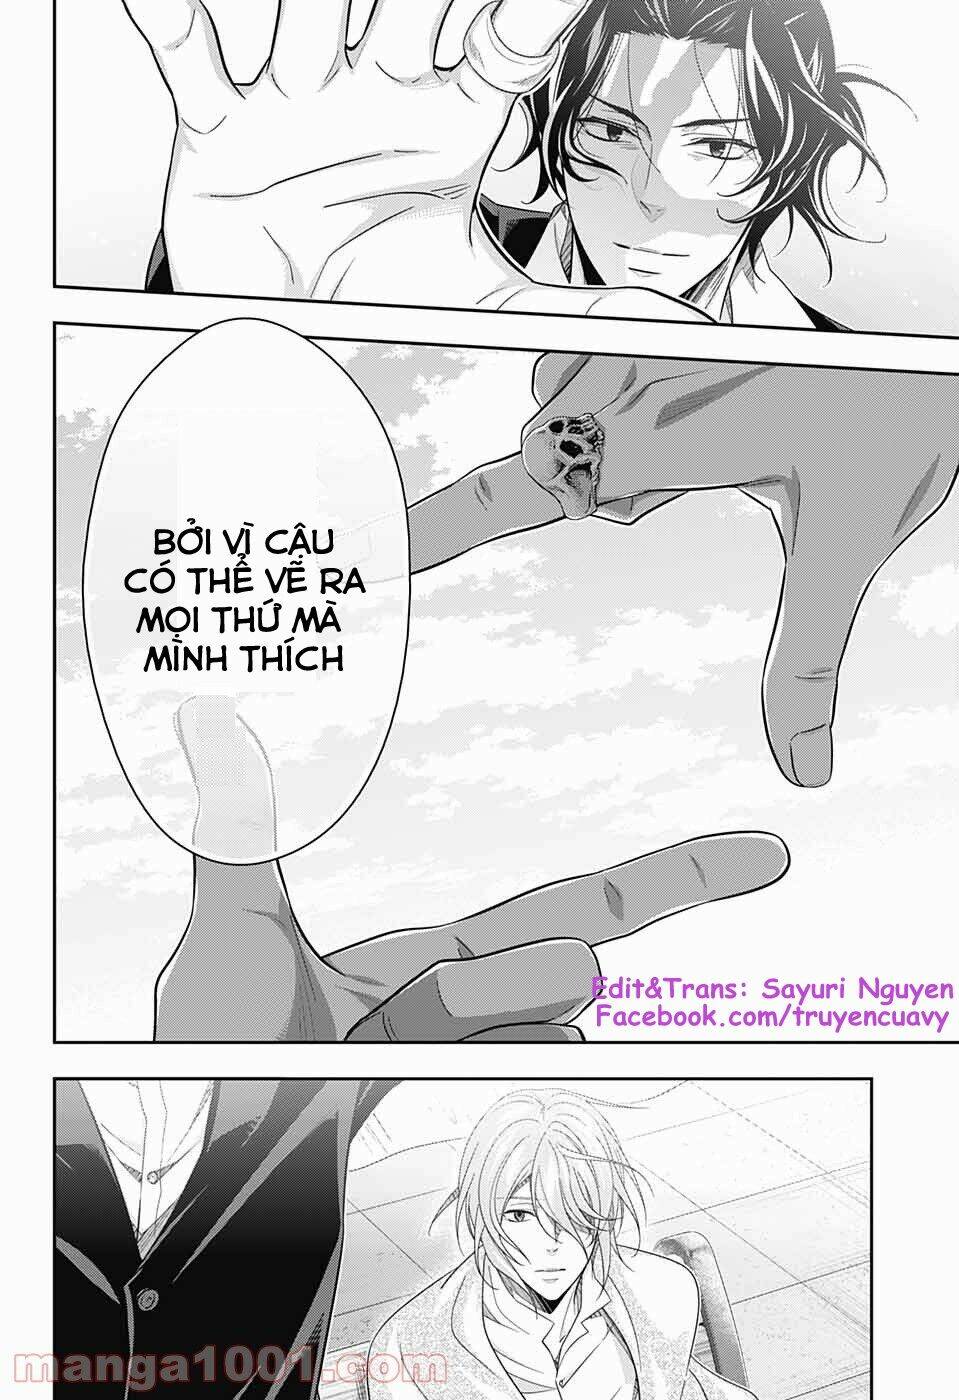 BỞI VÌ CẬU
CÓ THỂ VẼ RA
MỌI THỨ MÀ
MÌNH THÍCH
Edit&Trans: Sayuri Nguyen
Facebook.com/truyencuavy
manga1001.com